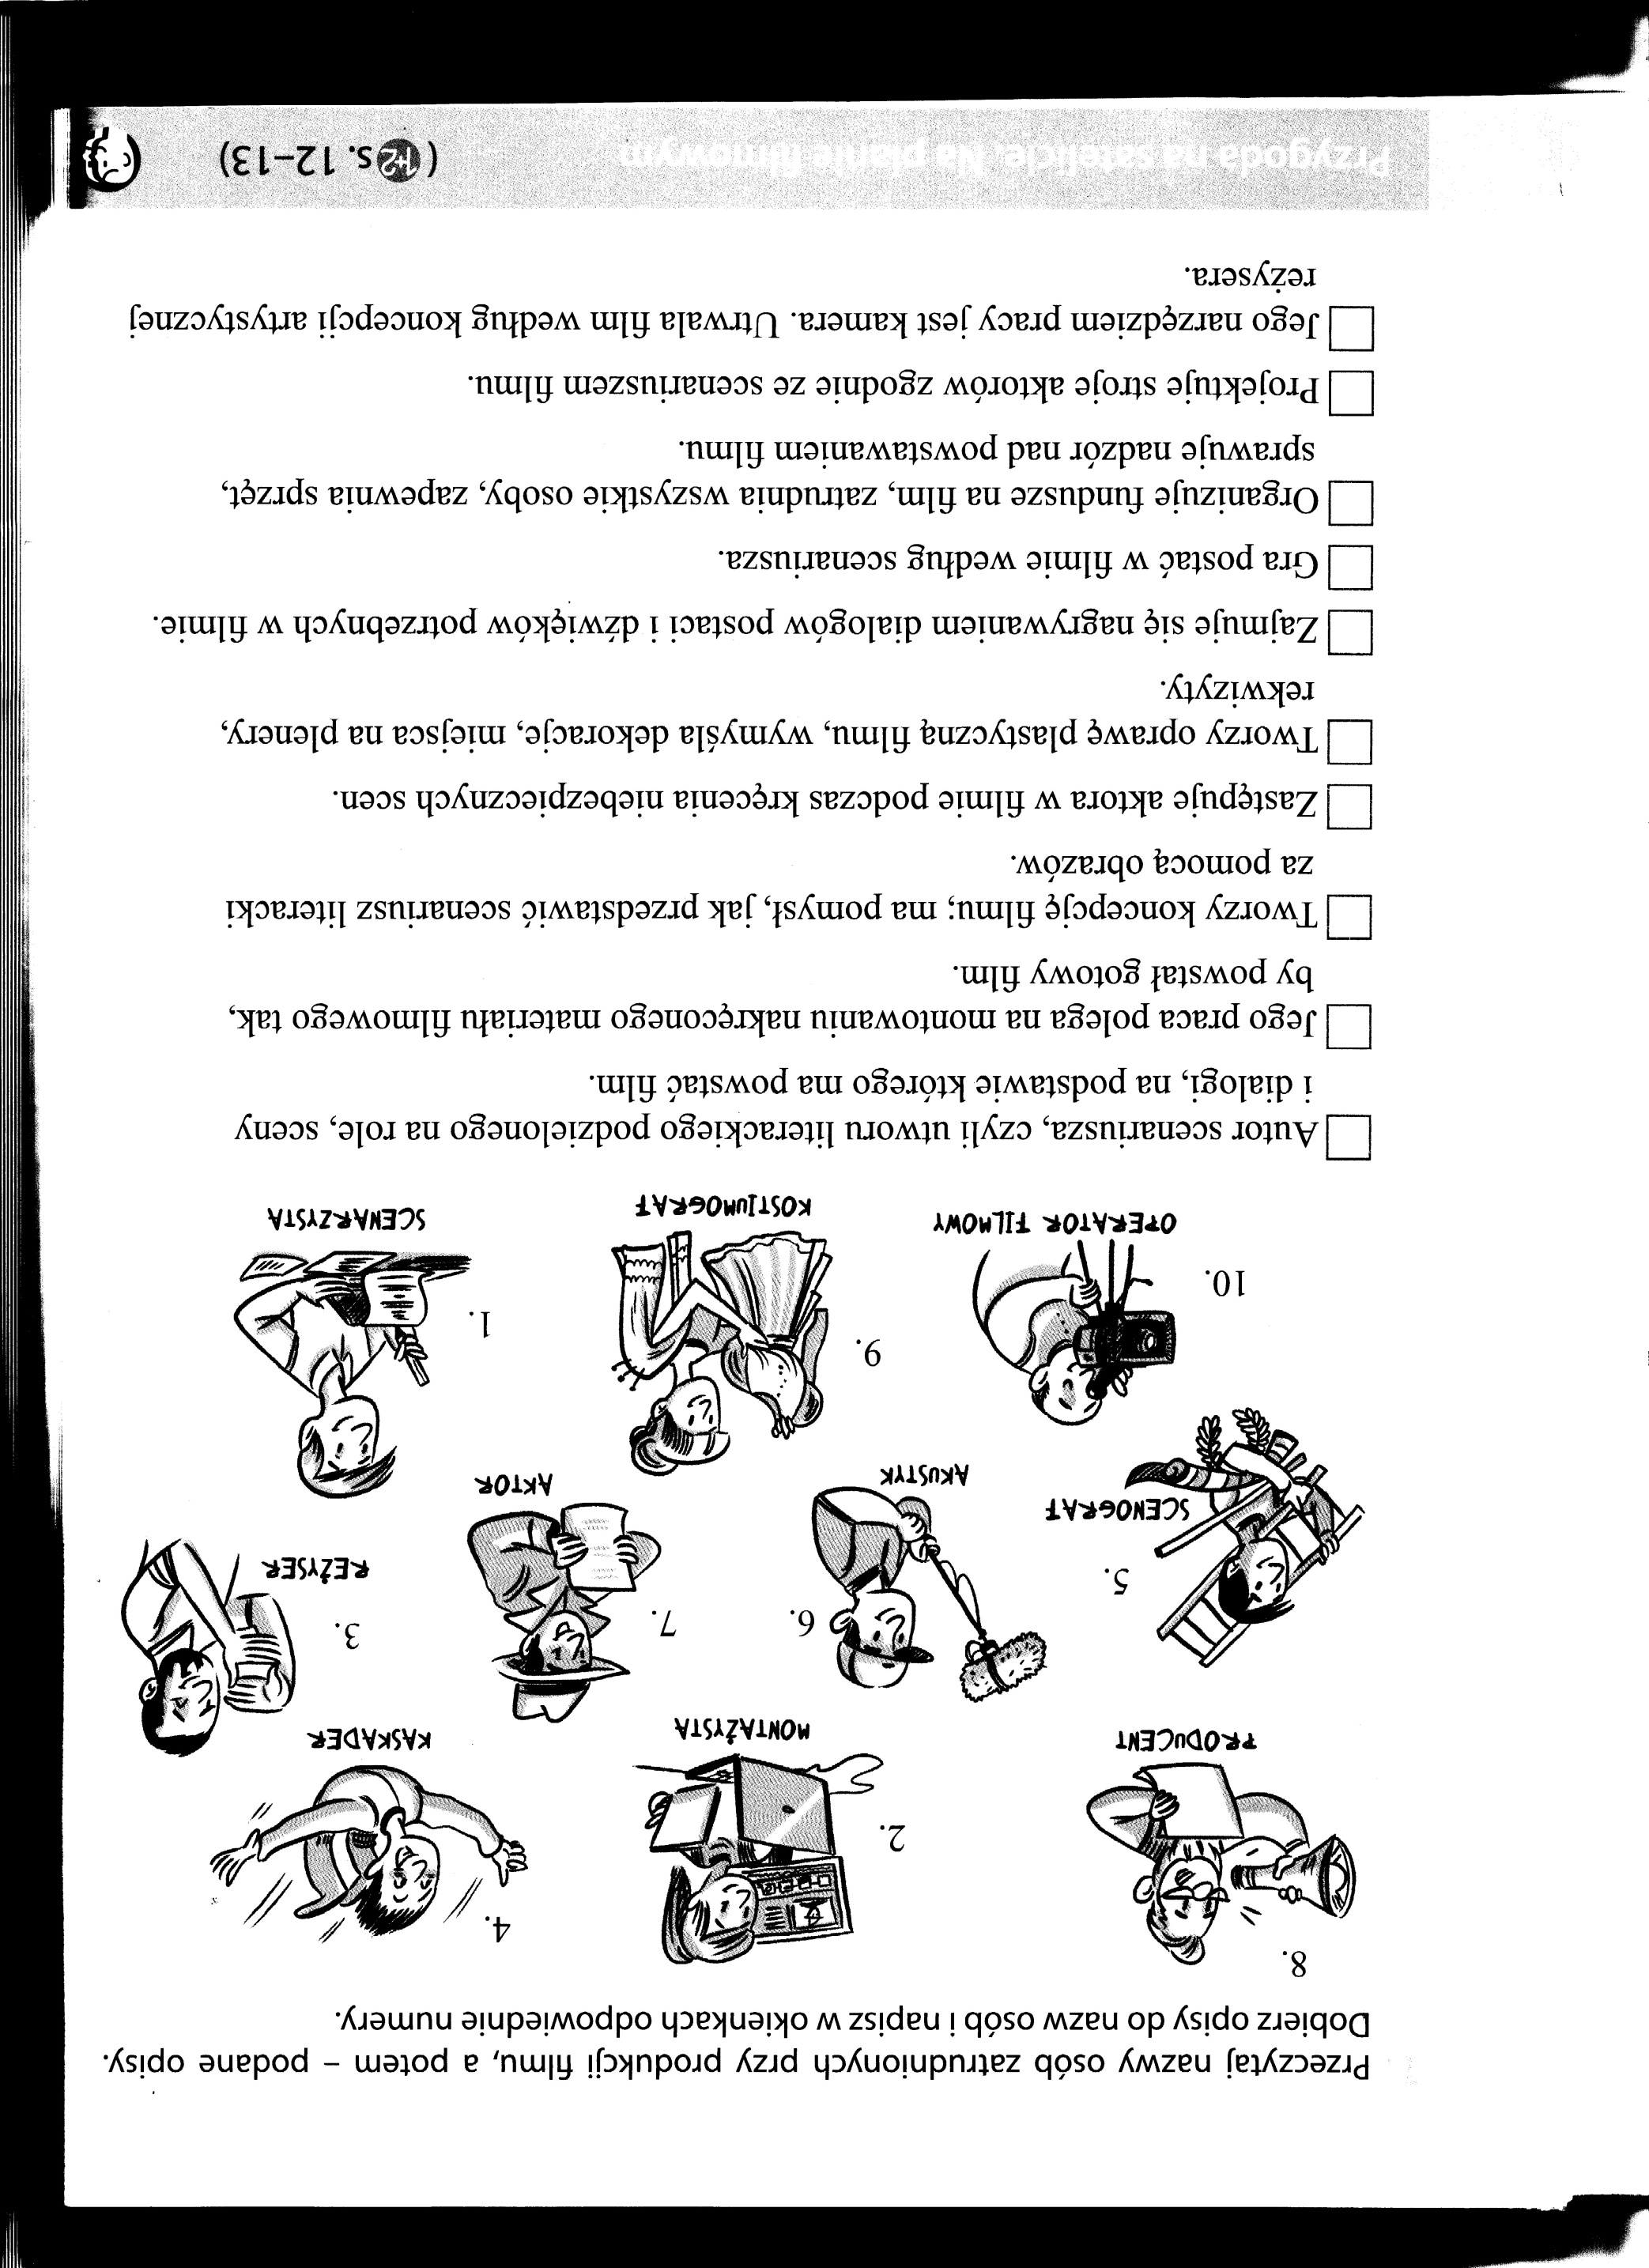 Przeczytaj nazwy osób zatrudnionych przy produkcji filmu, a potem – podane opisy.
Dobierz opisy do nazw osób i napisz w okienkach odpowiednie numery.
8.
PRODUCENT
2.
MONTAŻYSTA
4.
KASKADER
5.
SCENOGRAF
6.
AKUSTYK
7.
AKTOR
3.
REŻYSER
10.
OPERATOR FILMOWY
9.
KOSTIUMOGRAF
1.
SCENARZYSTA
Autor scenariusza, czyli utworu literackiego podzielonego na role, sceny
i dialogi, na podstawie którego ma powstać film.
Jego praca polega na montowaniu nakręconego materiału filmowego tak,
by powstał gotowy film.
Tworzy koncepcję filmu; ma pomysł, jak przedstawić scenariusz literacki
za pomocą obrazów.
Zastępuje aktora w filmie podczas kręcenia niebezpiecznych scen.
Tworzy oprawę plastyczną filmu, wymyśla dekoracje, miejsca na plenery,
rekwizyty.
Zajmuje się nagrywaniem dialogów postaci i dźwięków potrzebnych w filmie.
Gra postać w filmie według scenariusza.
Organizuje fundusze na film, zatrudnia wszystkie osoby, zapewnia sprzęt,
sprawuje nadzór nad powstawaniem filmu.
Projektuje stroje aktorów zgodnie ze scenariuszem filmu.
Jego narzędziem pracy jest kamera. Utrwala film według koncepcji artystycznej
reżysera.
Przygoda na satelicie. Na planie filmowym (1+2 s. 12–13)